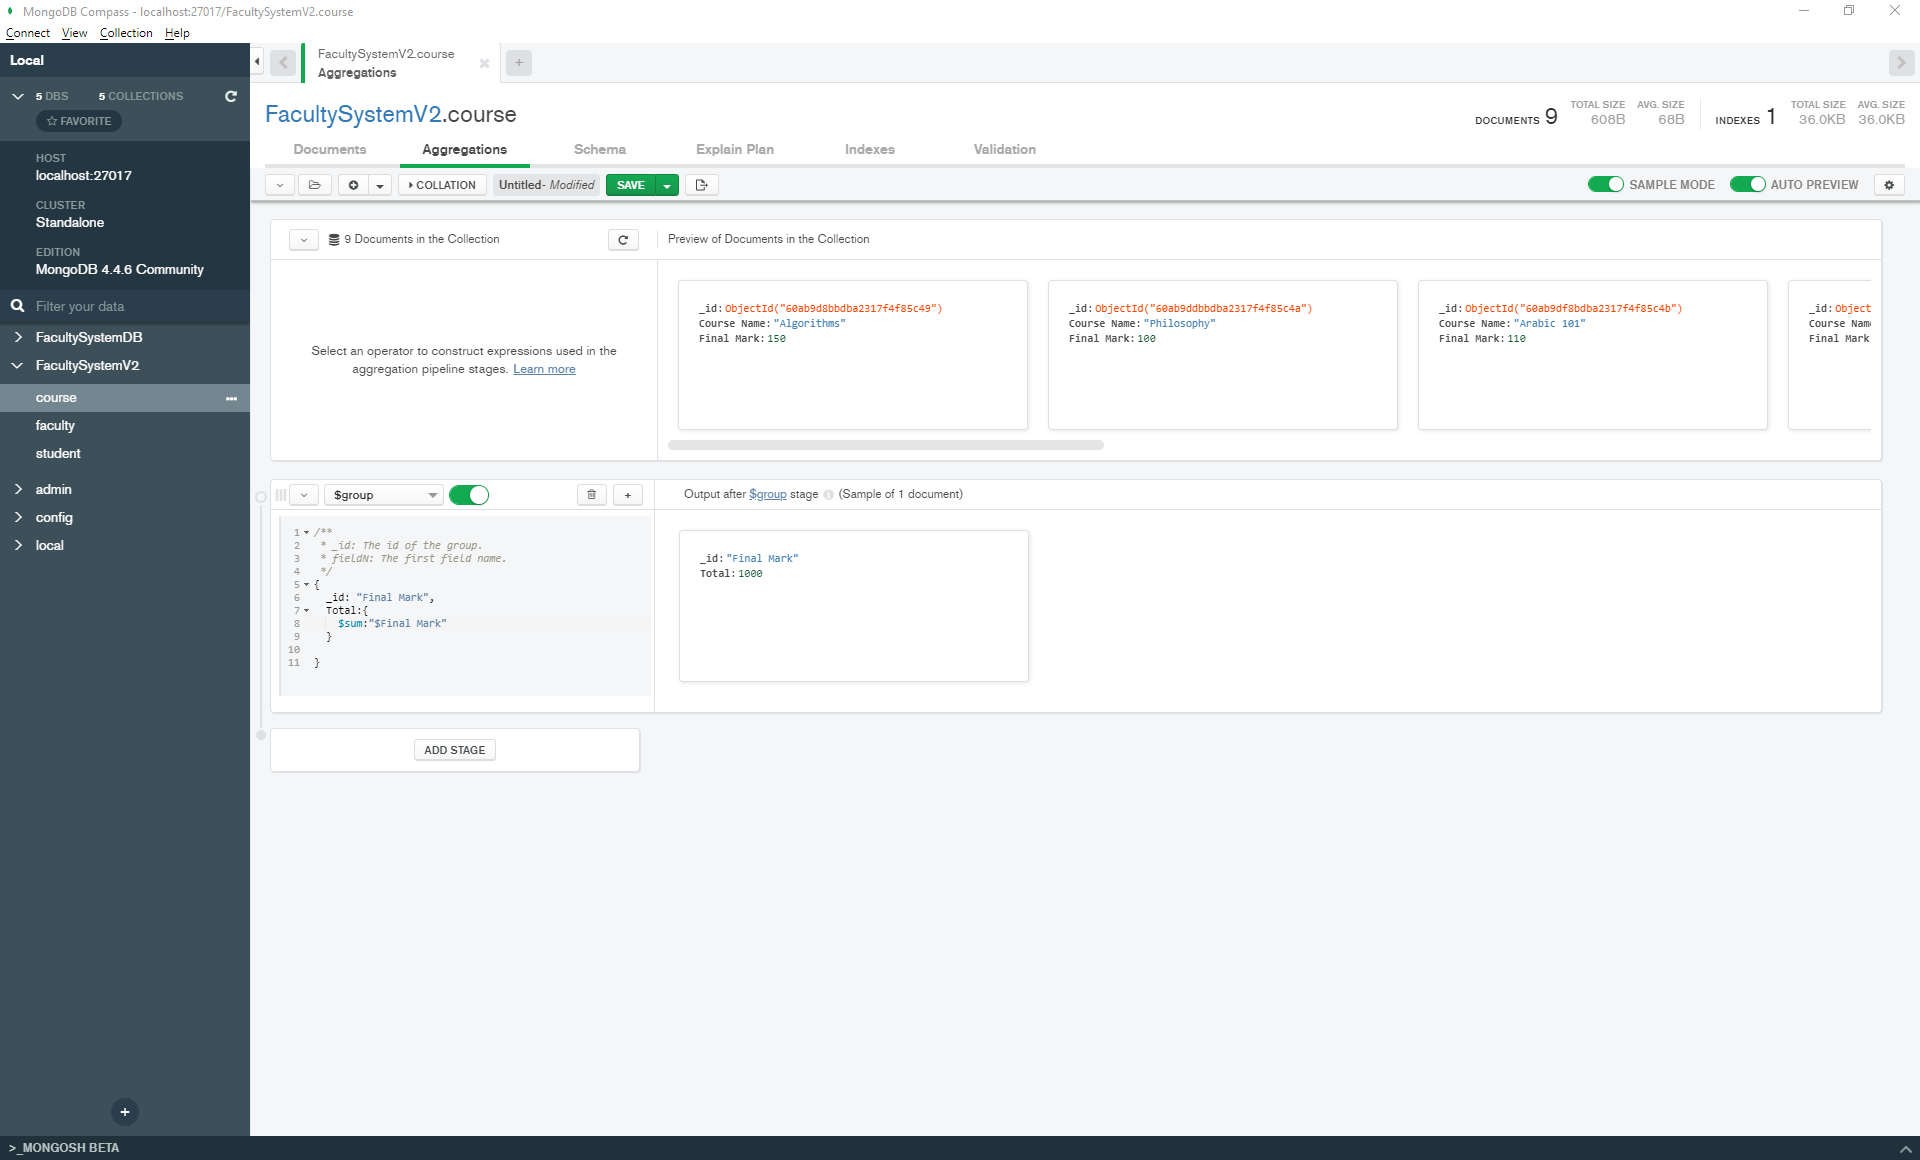 MongoDB Compass - localhost:27017/FacultySystemV2.course
Connect View Collection Help
Local
5 DBS 5 COLLECTIONS
FAVORITE
HOST
localhost:27017
CLUSTER
Standalone
EDITION
MongoDB 4.4.6 Community
Filter your data
FacultySystemDB
FacultySystemV2
course
faculty
student
admin
config
local
FacultySystemV2.course
Aggregations
FacultySystemV2.course
DOCUMENTS 9 TOTAL SIZE 608B AVG. SIZE 68B INDEXES 1 TOTAL SIZE 36.0KB AVG. SIZE 36.0KB
Documents Aggregations Schema Explain Plan Indexes Validation
COLLATION Untitled- Modified SAVE SAMPLE MODE AUTO PREVIEW
9 Documents in the Collection
Preview of Documents in the Collection
Select an operator to construct expressions used in the
aggregation pipeline stages. Learn more
_id:ObjectId("60ab9d8bbdba2317f4f85c49")
Course Name:"Algorithms"
Final Mark:150
_id:ObjectId("60ab9ddbbdba2317f4f85c4a")
Course Name:"Philosophy"
Final Mark:100
_id:ObjectId("60ab9df8bdba2317f4f85c4b")
Course Name:"Arabic 101"
Final Mark:110
_id:Object
Course Nam
Final Mark
$group
Output after $group stage (Sample of 1 document)
1 /**
2 * _id: The id of the group.
3 * fieldN: The first field name.
4 */
5 {
6 _id: "Final Mark",
7 Total:{
8 $sum:"$Final Mark"
9 }
10
11 }
_id:"Final Mark"
Total:1000
ADD STAGE
>_MONGOSH BETA